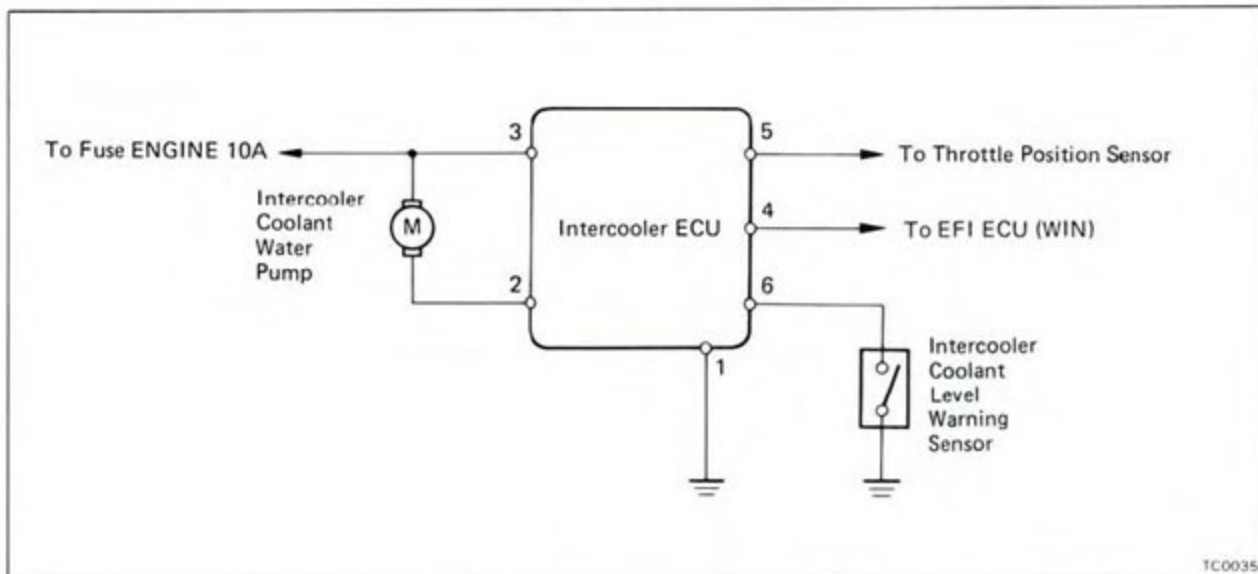 3
5
To Fuse ENGINE 10A
To Throttle Position Sensor
Intercooler
Coolant
Water
Pump
M
Intercooler ECU
4
To EFI ECU (WIN)
2
6
1
Intercooler
Coolant
Level
Warning
Sensor
TC0035